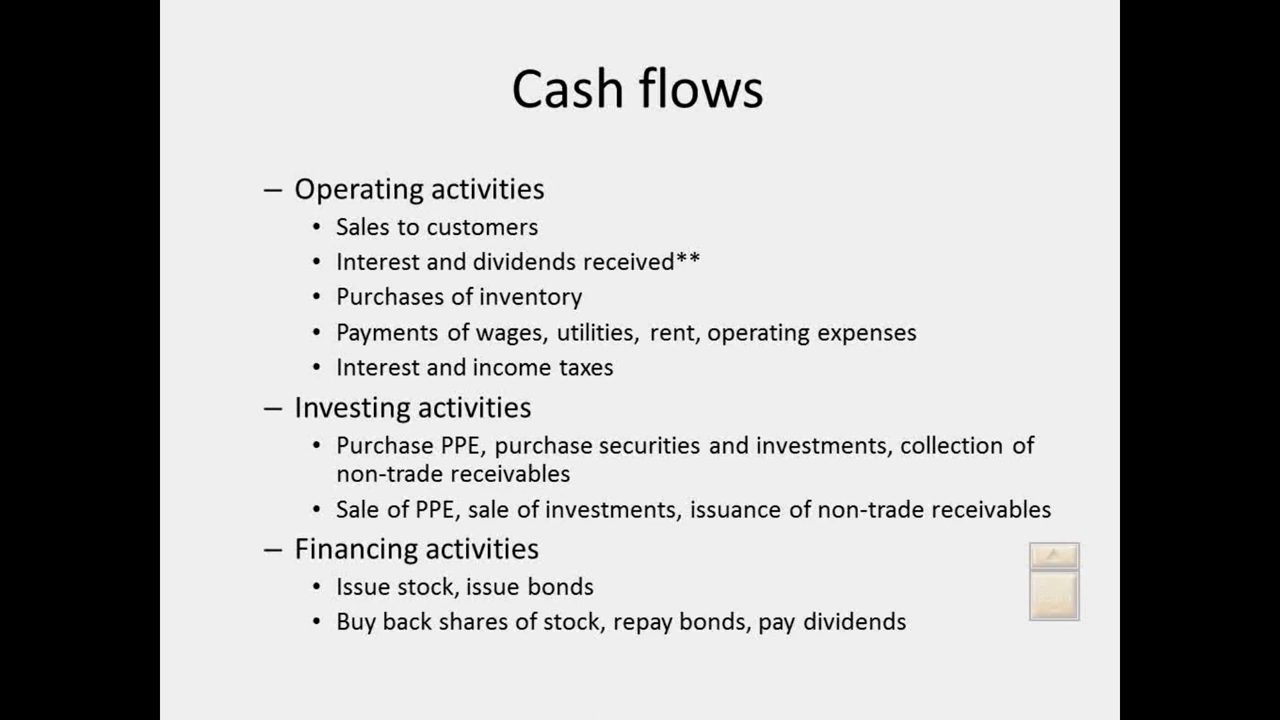 Cash flows
– Operating activities
• Sales to customers
• Interest and dividends received**
• Purchases of inventory
• Payments of wages, utilities, rent, operating expenses
• Interest and income taxes
– Investing activities
• Purchase PPE, purchase securities and investments, collection of
non-trade receivables
• Sale of PPE, sale of investments, issuance of non-trade receivables
– Financing activities
• Issue stock, issue bonds
• Buy back shares of stock, repay bonds, pay dividends